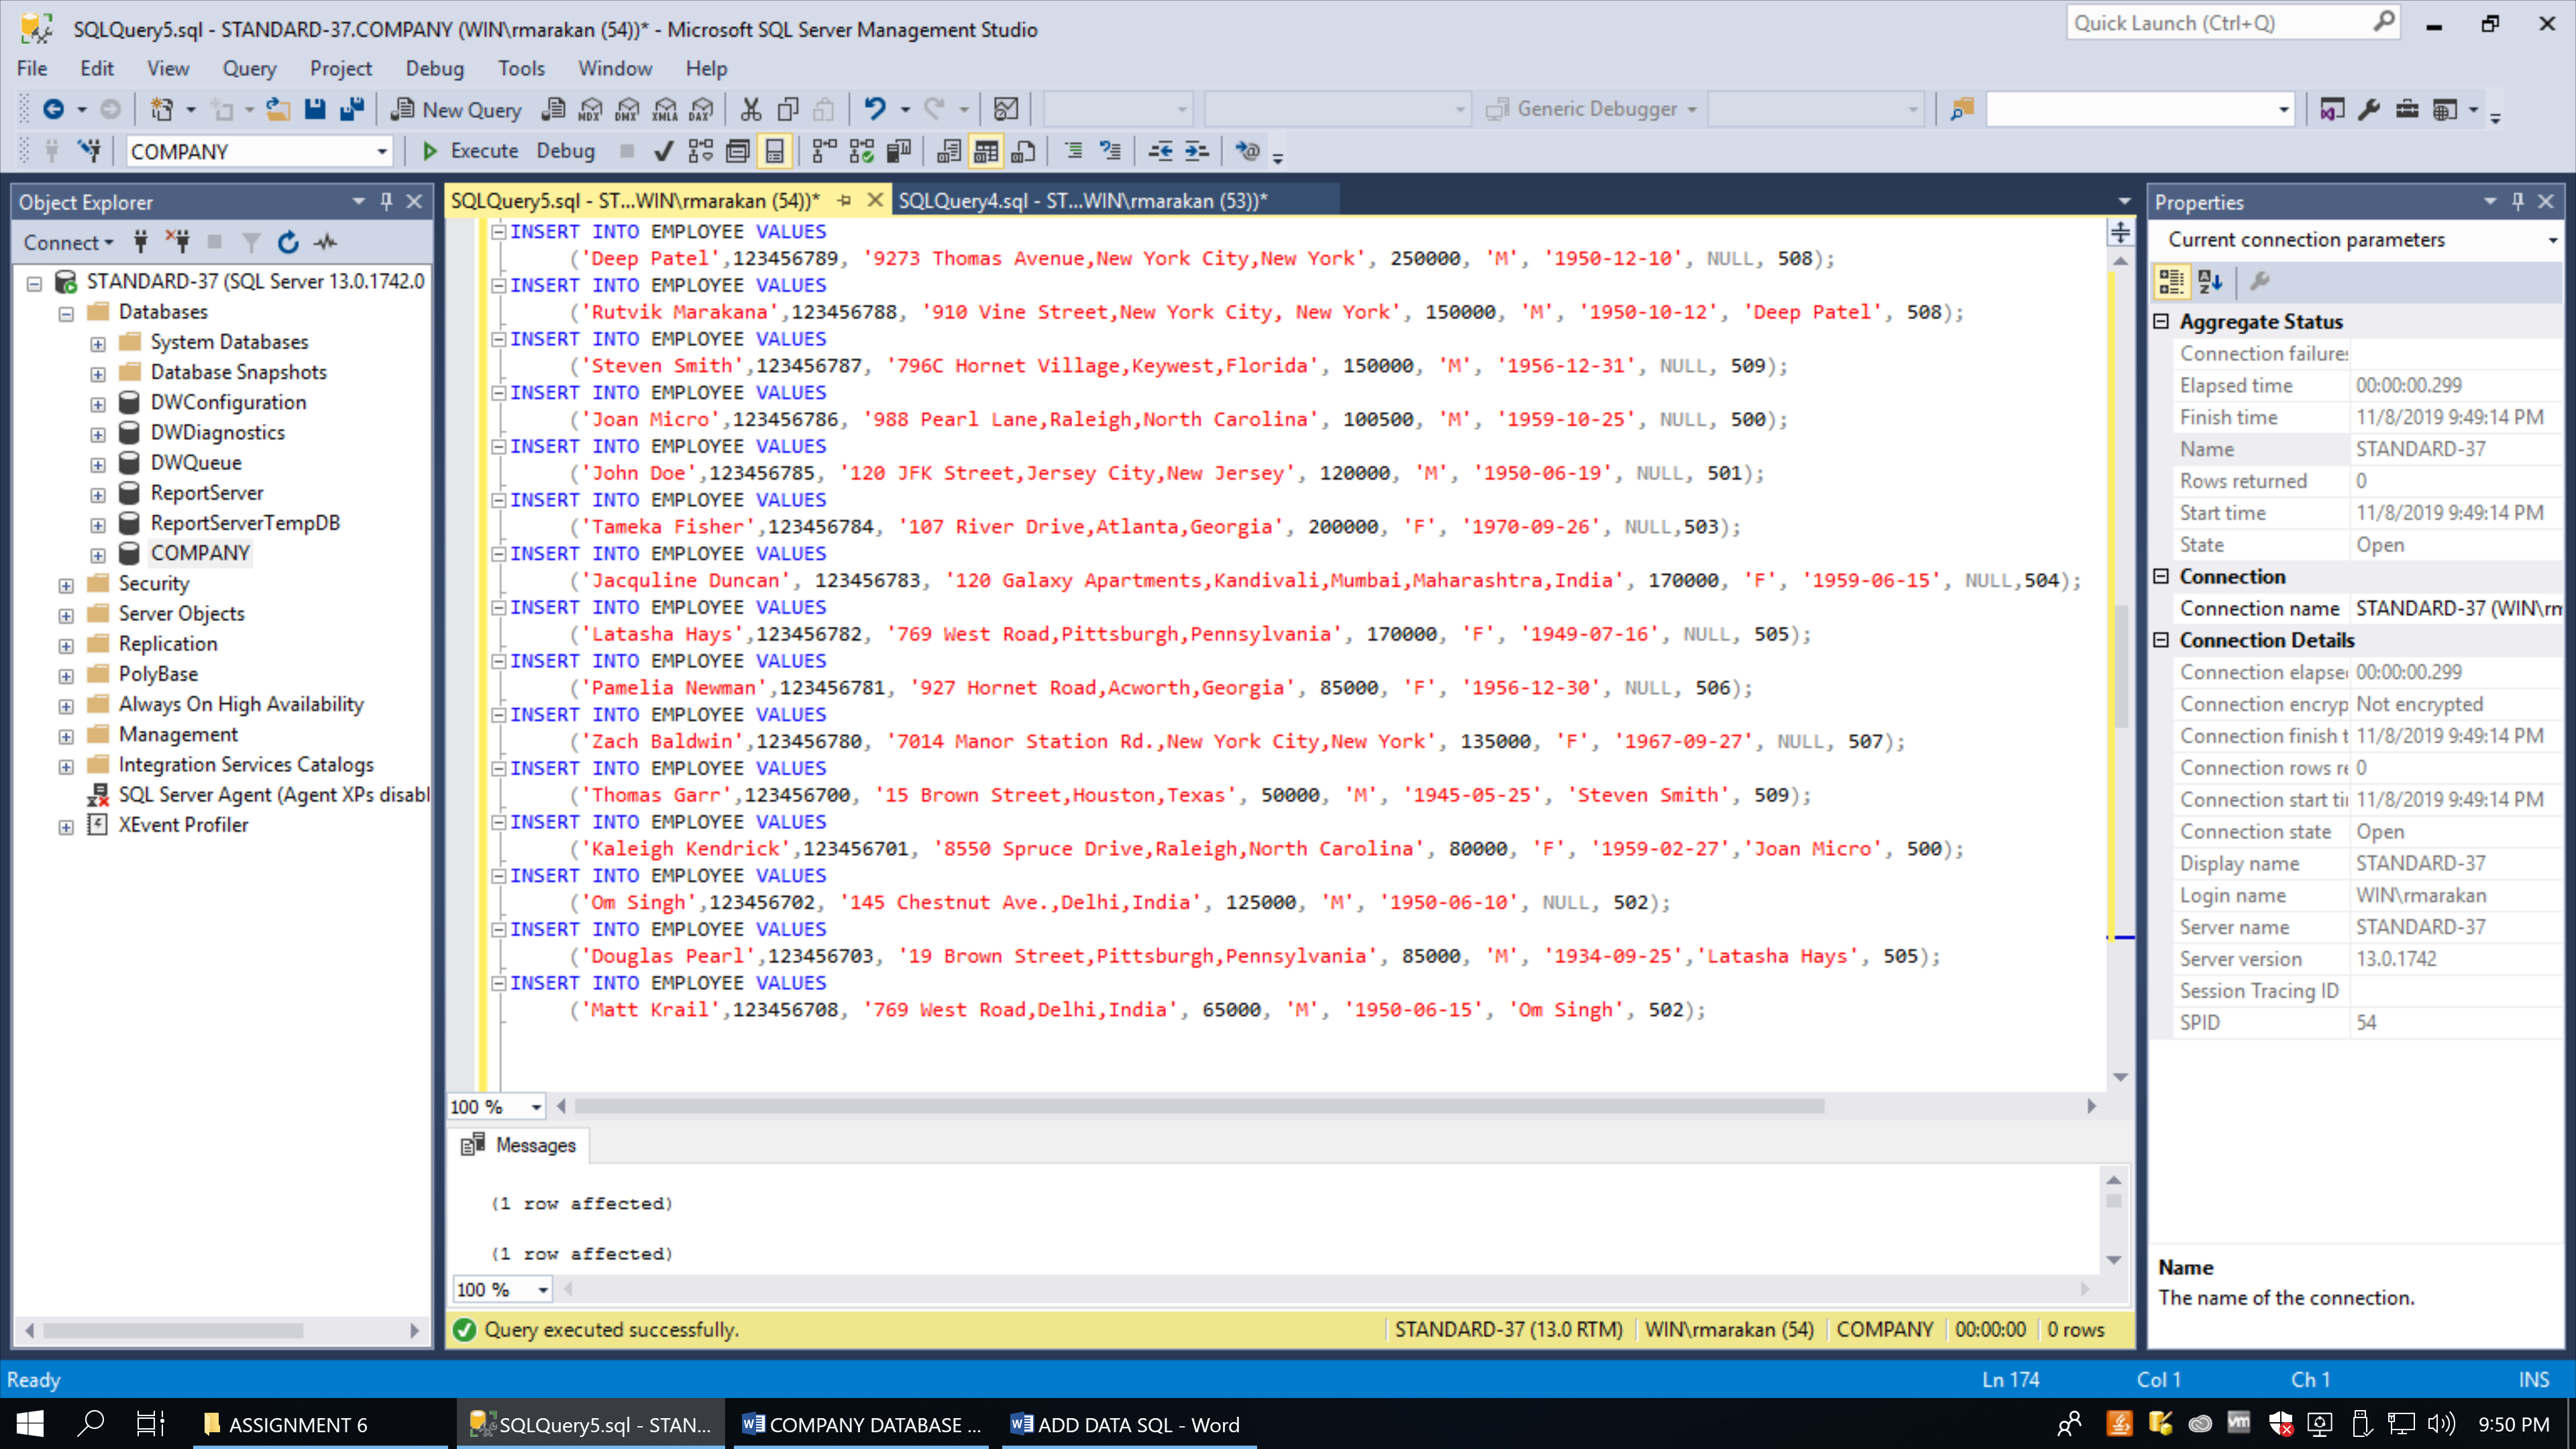 SQLQuery5.sql - STANDARD-37.COMPANY (WIN\rmarakan (54))* - Microsoft SQL Server Management Studio
Quick Launch (Ctrl+Q)
File Edit View Query Project Debug Tools Window Help
New Query MDX DMX XMLA DAX Generic Debugger
COMPANY Execute Debug
Object Explorer
Connect
STANDARD-37 (SQL Server 13.0.1742.0
Databases
System Databases
Database Snapshots
DWConfiguration
DWDiagnostics
DWQueue
ReportServer
ReportServerTempDB
COMPANY
Security
Server Objects
Replication
PolyBase
Always On High Availability
Management
Integration Services Catalogs
SQL Server Agent (Agent XPs disabl
XEvent Profiler
SQLQuery5.sql - ST...WIN\rmarakan (54))* SQLQuery4.sql - ST...WIN\rmarakan (53))*
INSERT INTO EMPLOYEE VALUES
('Deep Patel',123456789, '9273 Thomas Avenue,New York City,New York', 250000, 'M', '1950-12-10', NULL, 508);
INSERT INTO EMPLOYEE VALUES
('Rutvik Marakana',123456788, '910 Vine Street,New York City, New York', 150000, 'M', '1950-10-12', 'Deep Patel', 508);
INSERT INTO EMPLOYEE VALUES
('Steven Smith',123456787, '796C Hornet Village,Keywest,Florida', 150000, 'M', '1956-12-31', NULL, 509);
INSERT INTO EMPLOYEE VALUES
('Joan Micro',123456786, '988 Pearl Lane,Raleigh,North Carolina', 100500, 'M', '1959-10-25', NULL, 500);
INSERT INTO EMPLOYEE VALUES
('John Doe',123456785, '120 JFK Street,Jersey City,New Jersey', 120000, 'M', '1950-06-19', NULL, 501);
INSERT INTO EMPLOYEE VALUES
('Tameka Fisher',123456784, '107 River Drive,Atlanta,Georgia', 200000, 'F', '1970-09-26', NULL,503);
INSERT INTO EMPLOYEE VALUES
('Jacquline Duncan', 123456783, '120 Galaxy Apartments,Kandivali,Mumbai,Maharashtra,India', 170000, 'F', '1959-06-15', NULL,504);
INSERT INTO EMPLOYEE VALUES
('Latasha Hays',123456782, '769 West Road,Pittsburgh,Pennsylvania', 170000, 'F', '1949-07-16', NULL, 505);
INSERT INTO EMPLOYEE VALUES
('Pamelia Newman',123456781, '927 Hornet Road,Acworth,Georgia', 85000, 'F', '1956-12-30', NULL, 506);
INSERT INTO EMPLOYEE VALUES
('Zach Baldwin',123456780, '7014 Manor Station Rd.,New York City,New York', 135000, 'F', '1967-09-27', NULL, 507);
INSERT INTO EMPLOYEE VALUES
('Thomas Garr',123456700, '15 Brown Street,Houston,Texas', 50000, 'M', '1945-05-25', 'Steven Smith', 509);
INSERT INTO EMPLOYEE VALUES
('Kaleigh Kendrick',123456701, '8550 Spruce Drive,Raleigh,North Carolina', 80000, 'F', '1959-02-27','Joan Micro', 500);
INSERT INTO EMPLOYEE VALUES
('Om Singh',123456702, '145 Chestnut Ave.,Delhi,India', 125000, 'M', '1950-06-10', NULL, 502);
INSERT INTO EMPLOYEE VALUES
('Douglas Pearl',123456703, '19 Brown Street,Pittsburgh,Pennsylvania', 85000, 'M', '1934-09-25','Latasha Hays', 505);
INSERT INTO EMPLOYEE VALUES
('Matt Krail',123456708, '769 West Road,Delhi,India', 65000, 'M', '1950-06-15', 'Om Singh', 502);
100 %
Messages
(1 row affected)
(1 row affected)
100 %
Query executed successfully. STANDARD-37 (13.0 RTM) WIN\rmarakan (54) COMPANY 00:00:00 0 rows
Properties
Current connection parameters
Aggregate Status
Connection failure:
Elapsed time 00:00:00.299
Finish time 11/8/2019 9:49:14 PM
Name STANDARD-37
Rows returned 0
Start time 11/8/2019 9:49:14 PM
State Open
Connection
Connection name STANDARD-37 (WIN\rm
Connection Details
Connection elapse 00:00:00.299
Connection encryp Not encrypted
Connection finish t 11/8/2019 9:49:14 PM
Connection rows re 0
Connection start ti 11/8/2019 9:49:14 PM
Connection state Open
Display name STANDARD-37
Login name WIN\rmarakan
Server name STANDARD-37
Server version 13.0.1742
Session Tracing ID
SPID 54
Name
The name of the connection.
Ready Ln 174 Col 1 Ch 1 INS
ASSIGNMENT 6 SQLQuery5.sql - STAN... COMPANY DATABASE ... ADD DATA SQL - Word 9:50 PM